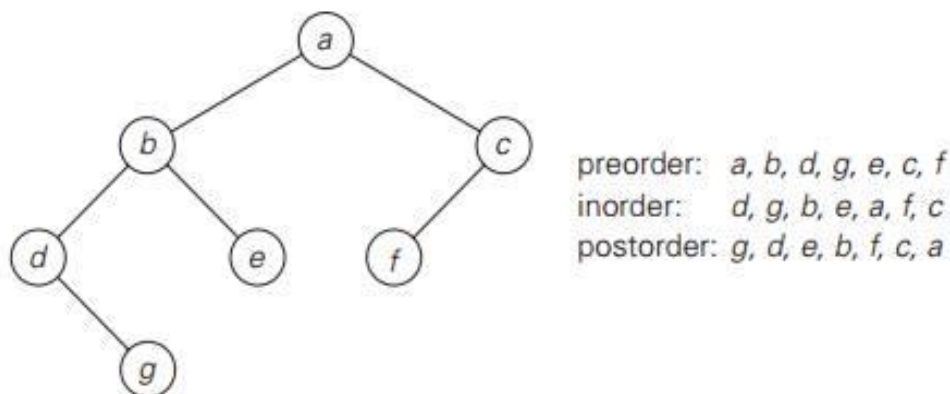 a
b
c
d
e
f
g
preorder: a, b, d, g, e, c, f
inorder: d, g, b, e, a, f, c
postorder: g, d, e, b, f, c, a